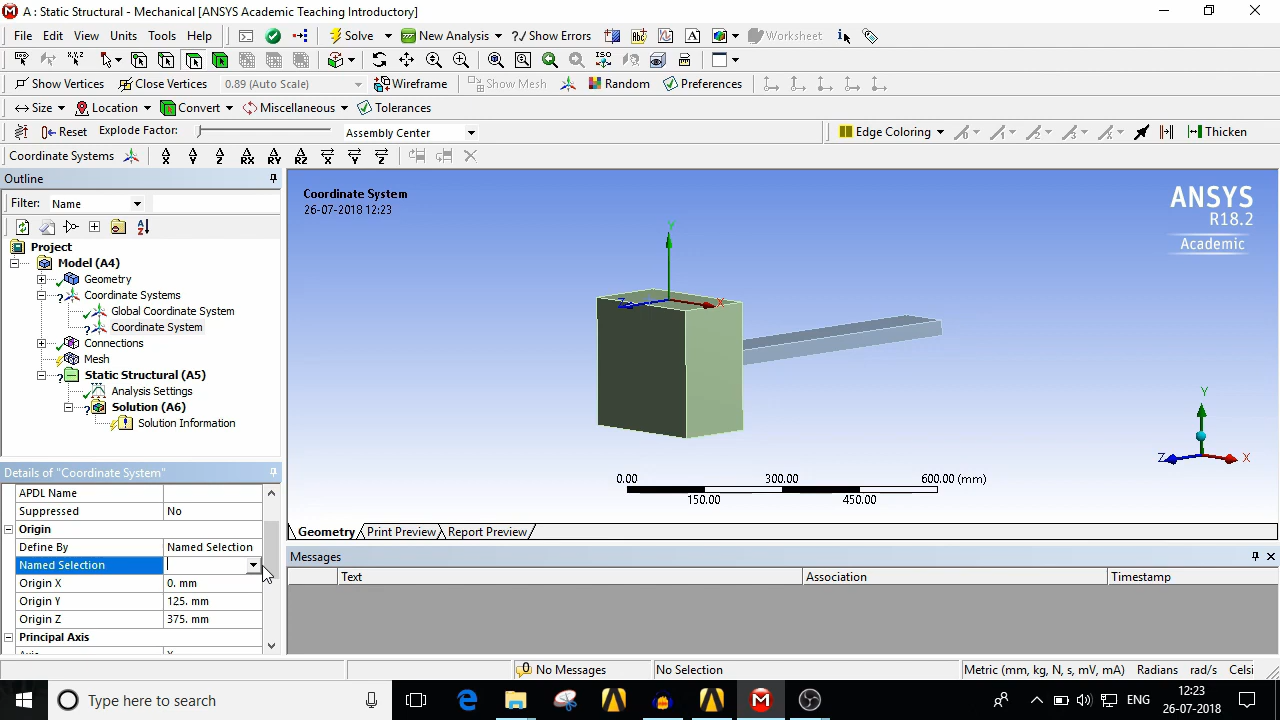 A : Static Structural - Mechanical [ANSYS Academic Teaching Introductory]
File Edit View Units Tools Help Solve New Analysis Show Errors Worksheet
Show Vertices Close Vertices 0.89 (Auto Scale) Wireframe Show Mesh Random Preferences
Size Location Convert Miscellaneous Tolerances
Reset Explode Factor: Assembly Center Edge Coloring Thicken
Coordinate Systems X Y Z RX RY RZ X Y Z
Outline
Filter: Name
Project
Model (A4)
Geometry
Coordinate Systems
Global Coordinate System
Coordinate System
Connections
Mesh
Static Structural (A5)
Analysis Settings
Solution (A6)
Solution Information
Coordinate System
26-07-2018 12:23
ANSYS
R18.2
Academic
Y
Z X
Y
Z X
0.00 300.00 600.00 (mm)
150.00 450.00
Geometry Print Preview Report Preview
Details of "Coordinate System"
APDL Name
Suppressed No
Origin
Define By Named Selection
Named Selection
Origin X 0. mm
Origin Y 125. mm
Origin Z 375. mm
Principal Axis
Messages
Text Association Timestamp
0 No Messages No Selection Metric (mm, kg, N, s, mV, mA) Radians rad/s Celsi
Type here to search ENG 12:23
26-07-2018